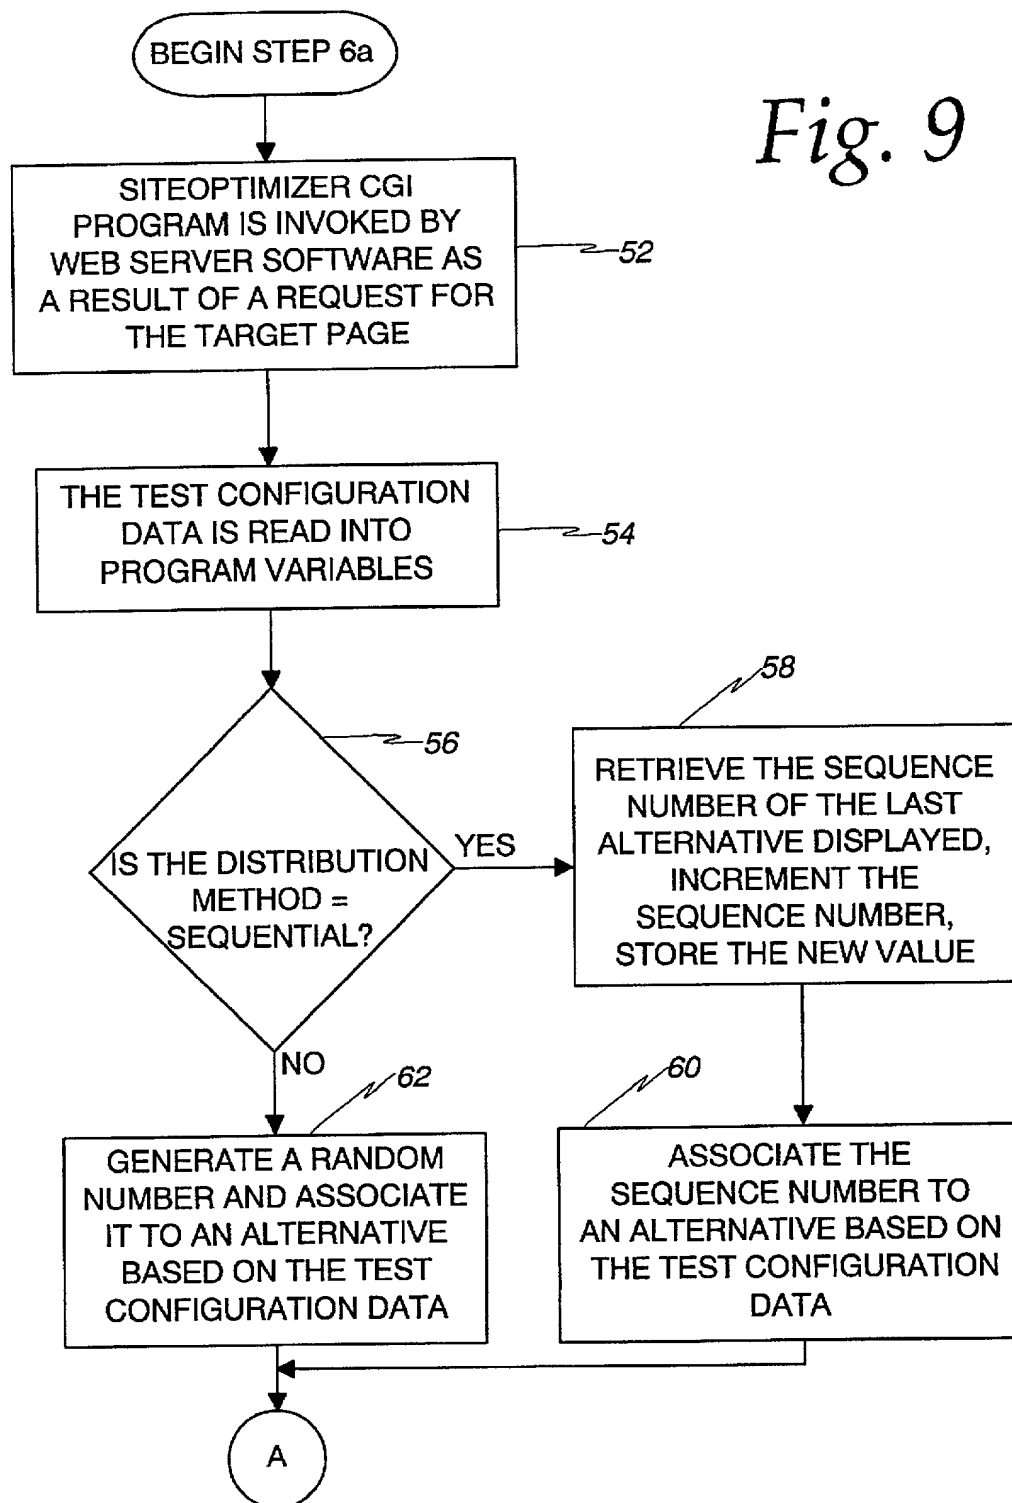 BEGIN STEP 6a
Fig. 9
SITEOPTIMIZER CGI
PROGRAM IS INVOKED BY
WEB SERVER SOFTWARE AS
A RESULT OF A REQUEST FOR
THE TARGET PAGE
52
THE TEST CONFIGURATION
DATA IS READ INTO
PROGRAM VARIABLES
54
56
IS THE DISTRIBUTION
METHOD =
SEQUENTIAL?
YES
58
RETRIEVE THE SEQUENCE
NUMBER OF THE LAST
ALTERNATIVE DISPLAYED,
INCREMENT THE
SEQUENCE NUMBER,
STORE THE NEW VALUE
NO
62
GENERATE A RANDOM
NUMBER AND ASSOCIATE
IT TO AN ALTERNATIVE
BASED ON THE TEST
CONFIGURATION DATA
60
ASSOCIATE THE
SEQUENCE NUMBER TO
AN ALTERNATIVE BASED ON
THE TEST CONFIGURATION
DATA
A